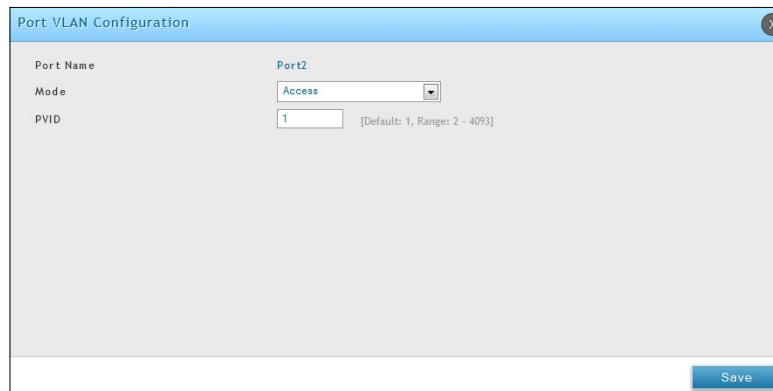 Port VLAN Configuration
Port Name Port2
Mode Access
PVID 1 [Default: 1, Range: 2 - 4093]
Save